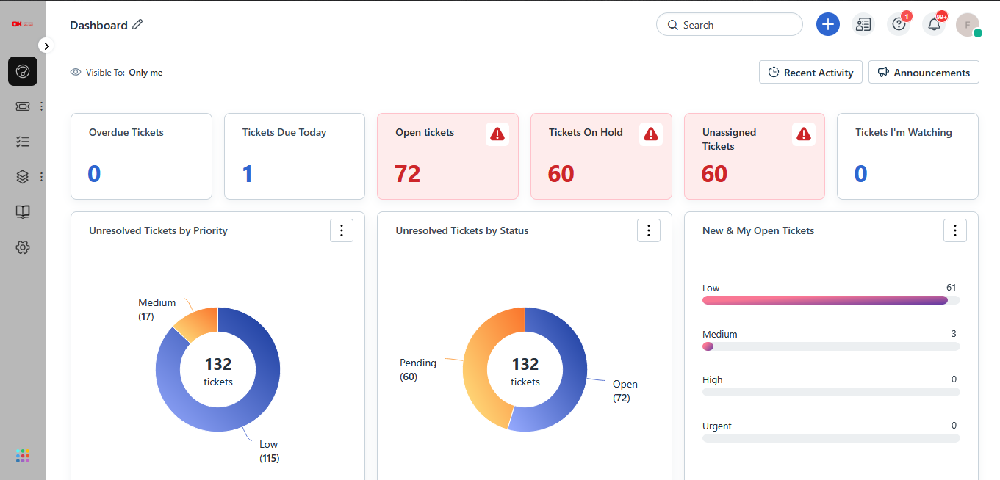 Dashboard
Search
1
99+
F
Visible To: Only me
Recent Activity
Announcements
Overdue Tickets
0
Tickets Due Today
1
Open tickets
72
Tickets On Hold
60
Unassigned
Tickets
60
Tickets I'm Watching
0
Unresolved Tickets by Priority
Medium
(17)
132
tickets
Low
(115)
Unresolved Tickets by Status
Pending
(60)
132
tickets
Open
(72)
New & My Open Tickets
Low 61
Medium 3
High 0
Urgent 0